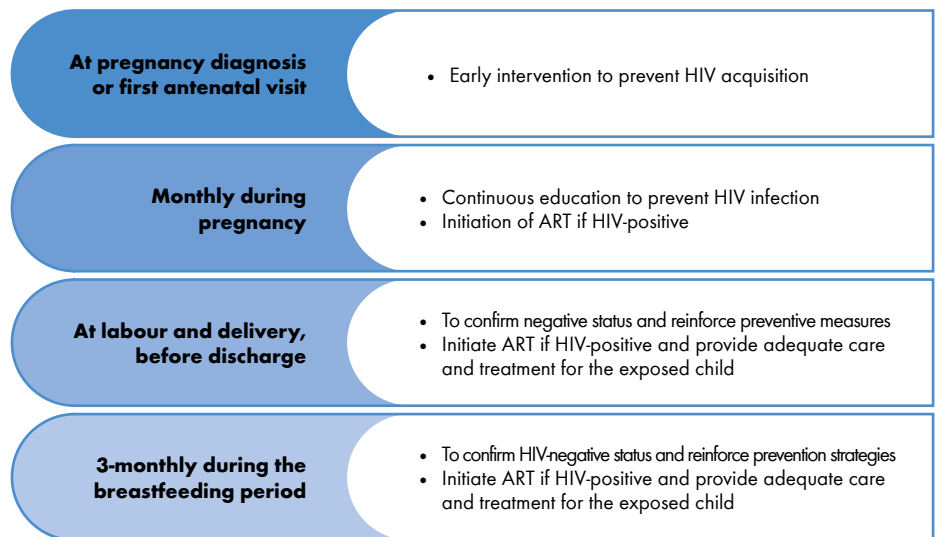 At pregnancy diagnosis
or first antenatal visit
• Early intervention to prevent HIV acquisition
Monthly during
pregnancy
• Continuous education to prevent HIV infection
• Initiation of ART if HIV-positive
At labour and delivery,
before discharge
• To confirm negative status and reinforce preventive measures
• Initiate ART if HIV-positive and provide adequate care
and treatment for the exposed child
3-monthly during the
breastfeeding period
• To confirm HIV-negative status and reinforce prevention strategies
• Initiate ART if HIV-positive and provide adequate care
and treatment for the exposed child